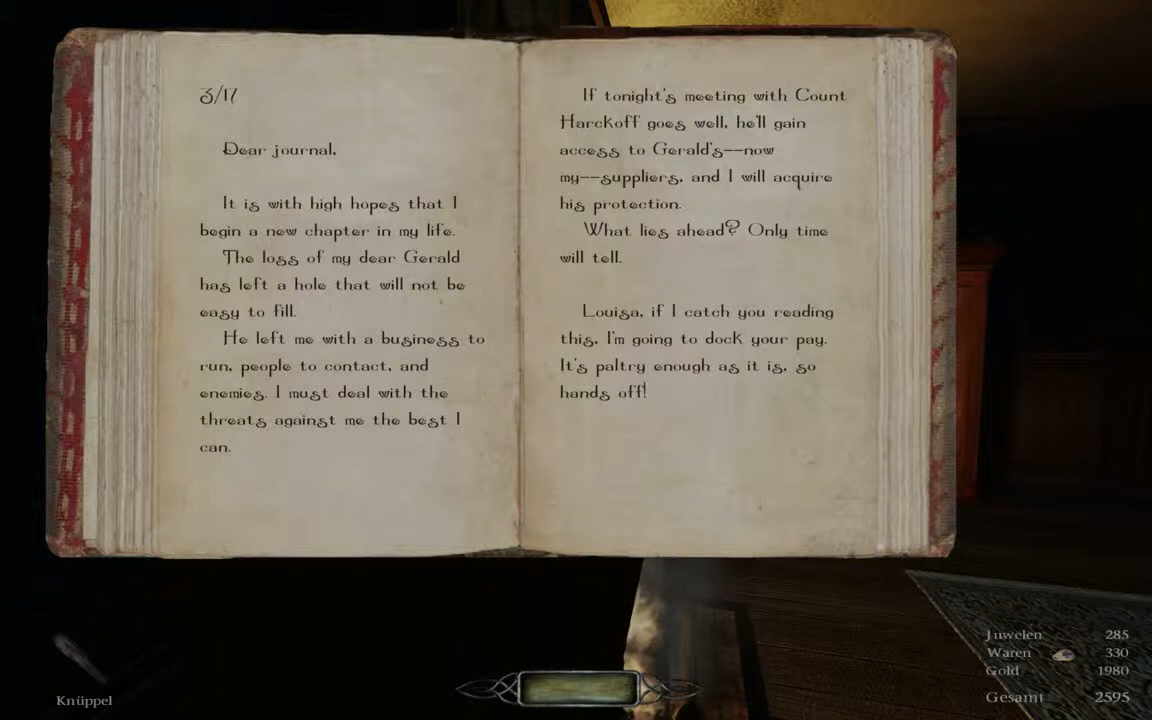 3/17
Dear journal,
It is with high hopes that I
begin a new chapter in my life.
The loss of my dear Gerald
has left a hole that will not be
easy to fill.
He left me with a business to
run, people to contact, and
enemies. I must deal with the
threats against me the best I
can.
If tonight's meeting with Count
Harckoff goes well, he'll gain
access to Gerald's--now
my--suppliers, and I will acquire
his protection.
What lies ahead? Only time
will tell.
Louisa, if I catch you reading
this, I'm going to dock your pay.
It's paltry enough as it is, so
hands off!
Juwelen 285
Waren 330
Gold 1980
Gesamt 2595
Knüppel